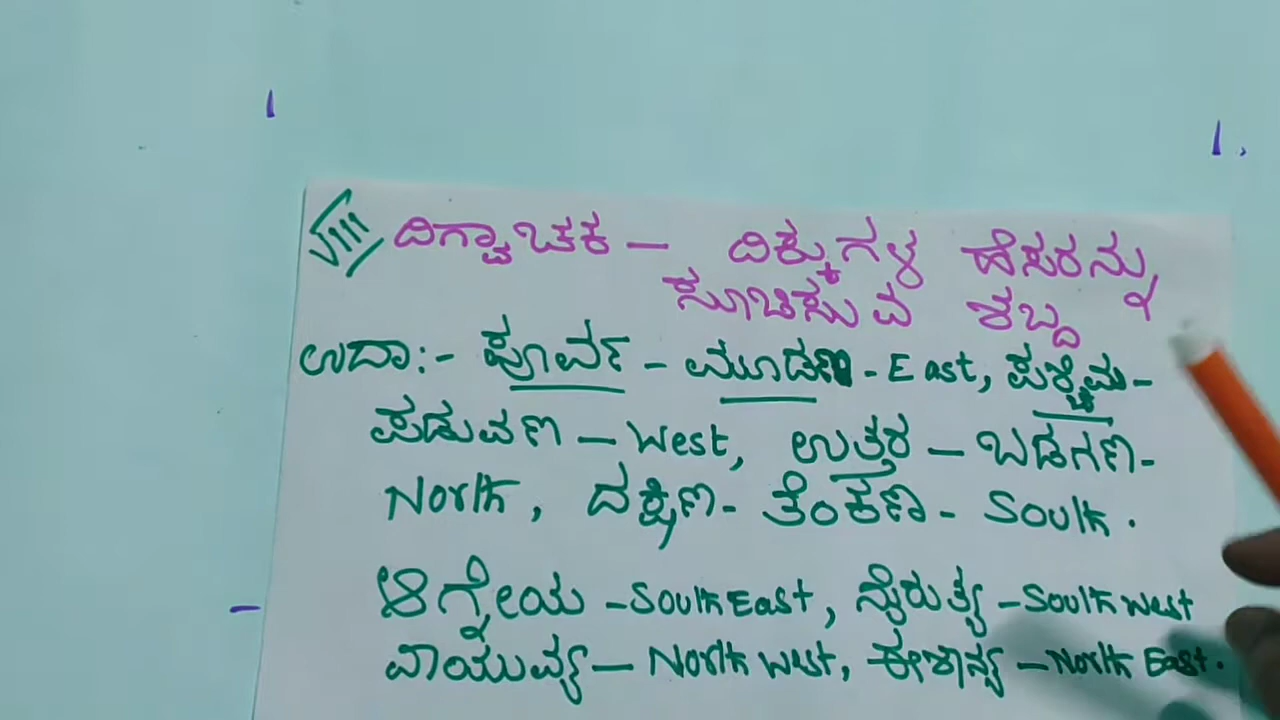 VIII ದಿಗ್ವಾಚಕ – ದಿಕ್ಕುಗಳ ಹೆಸರನ್ನು
ಸೂಚಿಸುವ ಶಬ್ದ
ಉದಾ:- ಪೂರ್ವ – ಮೂಡಣ - East, ಪಶ್ಚಿಮ -
ಪಡುವಣ – West, ಉತ್ತರ – ಬಡಗಣ -
North, ದಕ್ಷಿಣ - ತೆಂಕಣ - South.
ಆಗ್ನೇಯ - South East, ನೈರುತ್ಯ - South West
ವಾಯುವ್ಯ – North West, ಈಶಾನ್ಯ – North East.